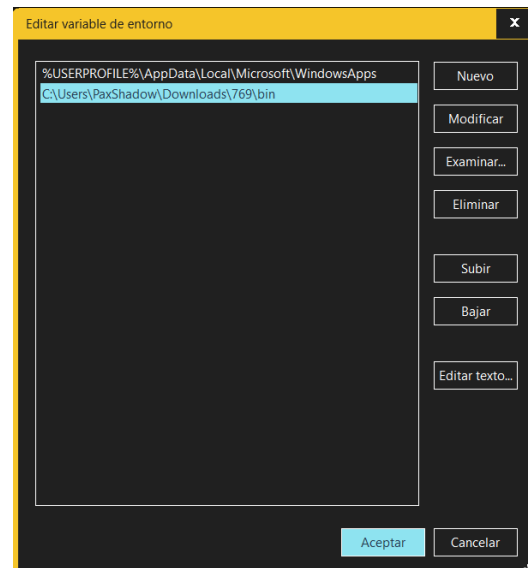 Editar variable de entorno
x
%USERPROFILE%\AppData\Local\Microsoft\WindowsApps
C:\Users\PaxShadow\Downloads\769\bin
Nuevo
Modificar
Examinar...
Eliminar
Subir
Bajar
Editar texto...
Aceptar
Cancelar